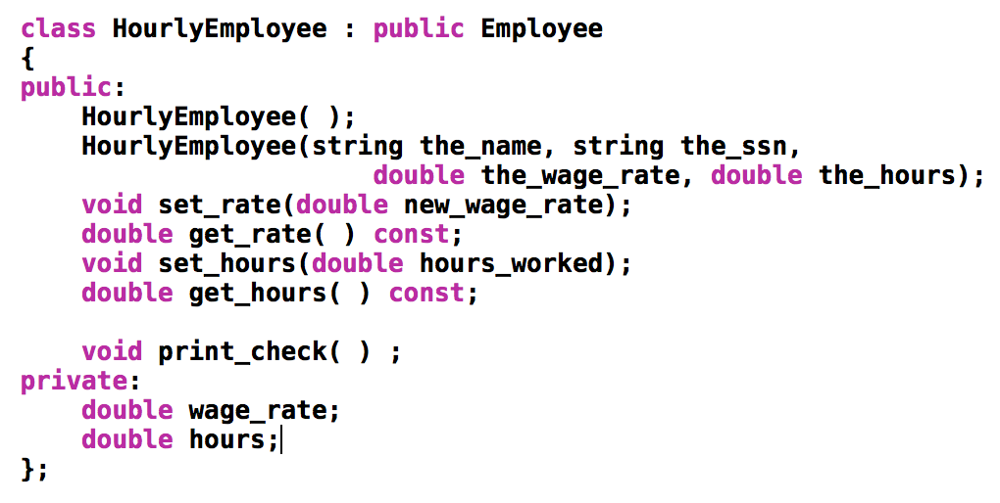 class HourlyEmployee : public Employee
{
public:
    HourlyEmployee( );
    HourlyEmployee(string the_name, string the_ssn,
                       double the_wage_rate, double the_hours);
    void set_rate(double new_wage_rate);
    double get_rate( ) const;
    void set_hours(double hours_worked);
    double get_hours( ) const;

    void print_check( ) ;
private:
    double wage_rate;
    double hours;
};